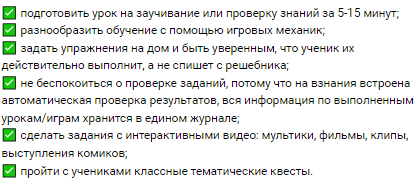 ✅ подготовить урок на заучивание или проверку знаний за 5-15 минут;
✅ разнообразить обучение с помощью игровых механик;
✅ задать упражнения на дом и быть уверенным, что ученик их
действительно выполнит, а не спишет с решебника;
✅ не беспокоиться о проверке заданий, потому что на взнания встроена
автоматическая проверка результатов, вся информация по выполненным
урокам/играм хранится в едином журнале;
✅ сделать задания с интерактивными видео: мультики, фильмы, клипы,
выступления комиков;
✅ пройти с учениками классные тематические квесты.